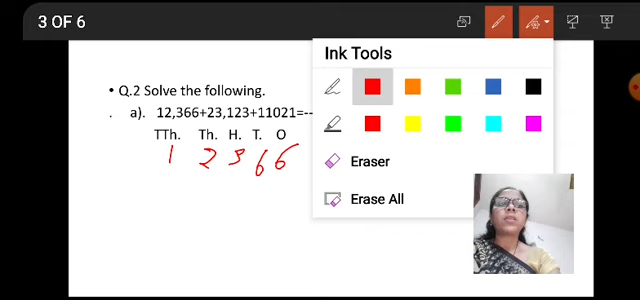 3 OF 6
Ink Tools
• Q.2 Solve the following.
. a). 12,366+23,123+11021=--
TTh. Th. H. T. O
1 2 3 6 6
Eraser
Erase All